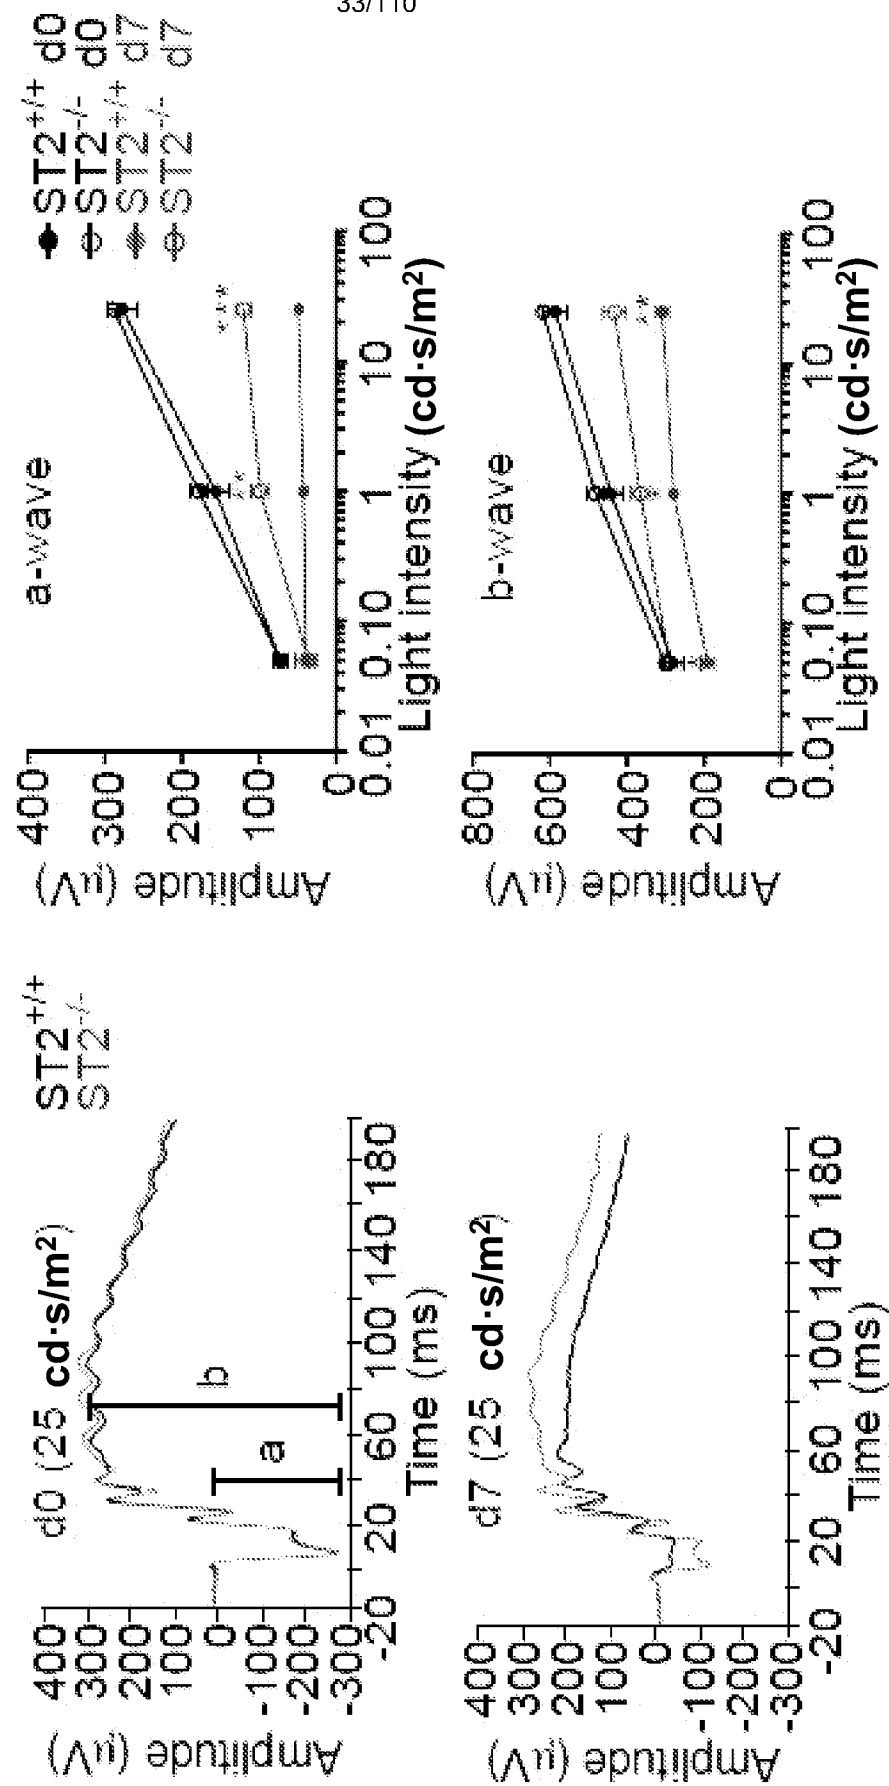 33/110
d0 (25 cd·s/m²)
ST2+/+
ST2-/-
Amplitude (µV)
400
300
200
100
0
-100
-200
-300
a
b
-20 20 60 100 140 180
Time (ms)
d7 (25 cd·s/m²)
Amplitude (µV)
400
300
200
100
0
-100
-200
-300
-20 20 60 100 140 180
Time (ms)
a-wave
ST2+/+ d0
ST2-/- d0
ST2+/+ d7
ST2-/- d7
Amplitude (µV)
400
300
200
100
0
**
***
0.01 0.10 1 10 100
Light intensity (cd·s/m²)
b-wave
Amplitude (µV)
800
600
400
200
0
*
**
0.01 0.10 1 10 100
Light intensity (cd·s/m²)